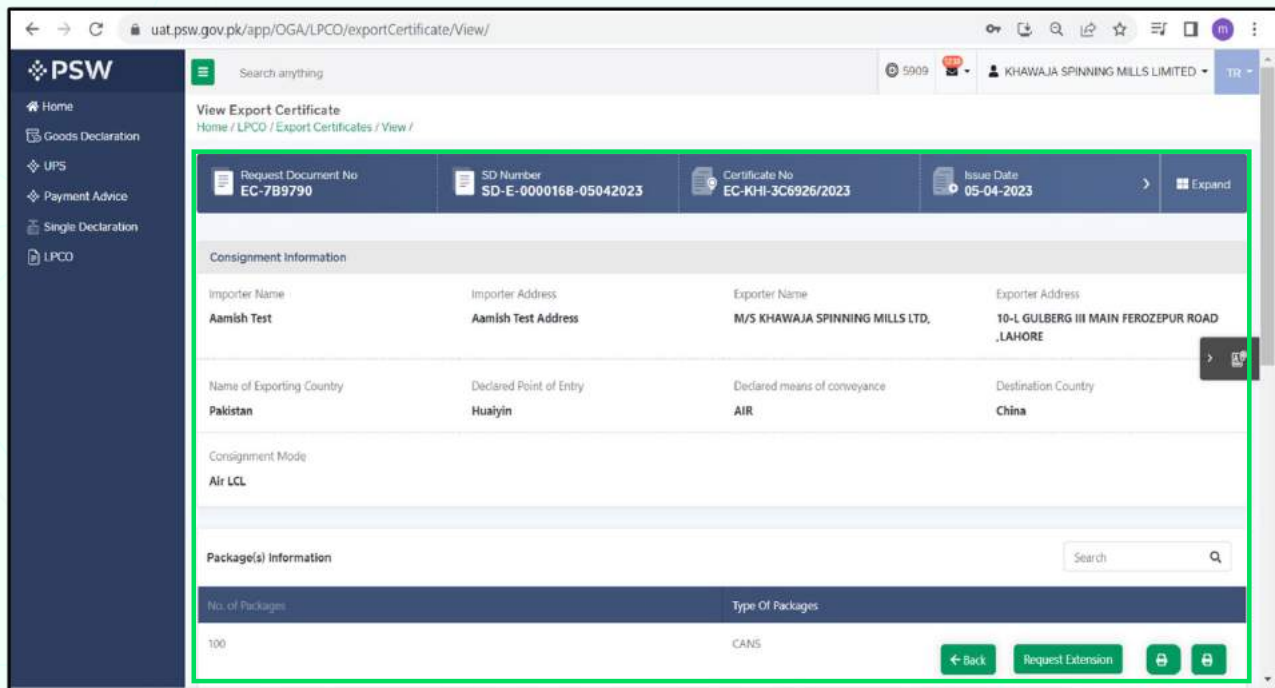 uat.psw.gov.pk/app/OGA/LPCO/exportCertificate/View/
m
PSW
Search anything
5909
KHAWAJA SPINNING MILLS LIMITED
TR
Home
Goods Declaration
UPS
Payment Advice
Single Declaration
LPCO
View Export Certificate
Home / LPCO / Export Certificates / View /
Request Document No
EC-7B9790
SD Number
SD-E-0000168-05042023
Certificate No
EC-KHI-3C6926/2023
Issue Date
05-04-2023
Expand
Consignment Information
Importer Name
Aamish Test
Importer Address
Aamish Test Address
Exporter Name
M/S KHAWAJA SPINNING MILLS LTD,
Exporter Address
10-L GULBERG III MAIN FEROZEPUR ROAD
,LAHORE
Name of Exporting Country
Pakistan
Declared Point of Entry
Huaiyin
Declared means of conveyance
AIR
Destination Country
China
Consignment Mode
Air LCL
Package(s) Information
Search
No. of Packages
Type Of Packages
100
CANS
Back
Request Extension